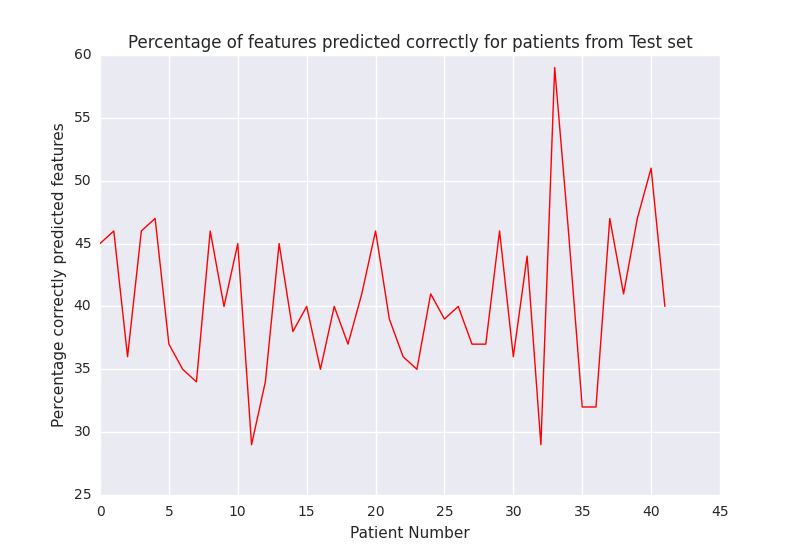 Percentage of features predicted correctly for patients from Test set
60
55
50
45
40
35
30
25
Percentage correctly predicted features
0 5 10 15 20 25 30 35 40 45
Patient Number